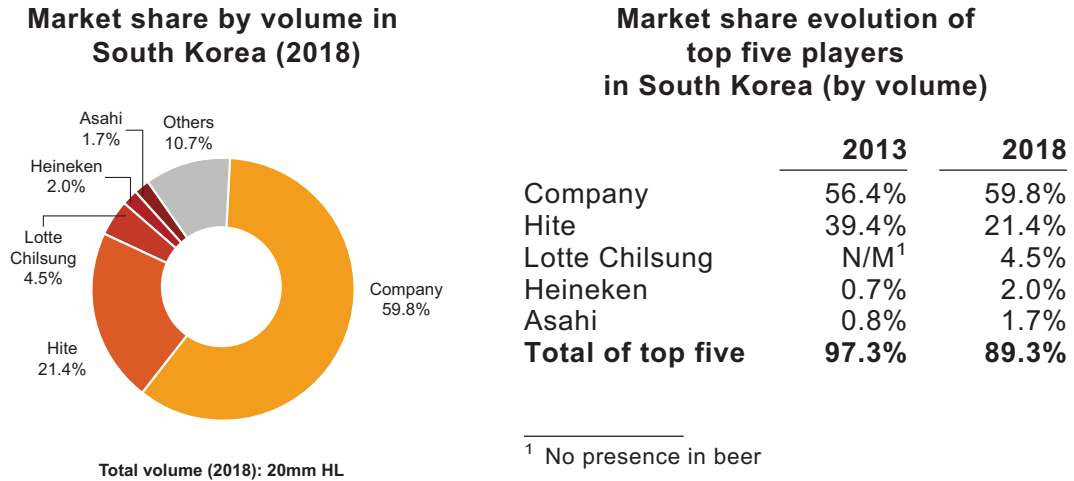 Market share by volume in
South Korea (2018)
Asahi
1.7%
Others
10.7%
Heineken
2.0%
Lotte
Chilsung
4.5%
Company
59.8%
Hite
21.4%
Total volume (2018): 20mm HL
Market share evolution of
top five players
in South Korea (by volume)
2013 2018
Company 56.4% 59.8%
Hite 39.4% 21.4%
Lotte Chilsung N/M¹ 4.5%
Heineken 0.7% 2.0%
Asahi 0.8% 1.7%
Total of top five 97.3% 89.3%
¹ No presence in beer